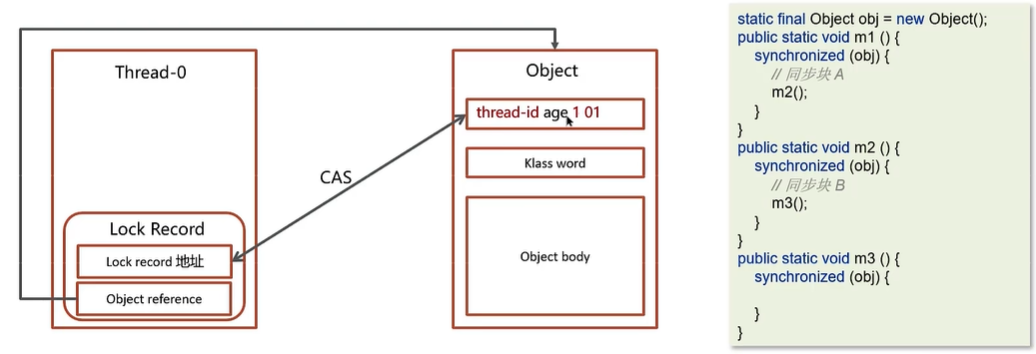 Thread-0
Lock Record
Lock record 地址
Object reference
CAS
Object
thread-id age 1 01
Klass word
Object body
static final Object obj = new Object();
public static void m1 () {
synchronized (obj) {
// 同步块 A
m2();
}
}
public static void m2 () {
synchronized (obj) {
// 同步块 B
m3();
}
}
public static void m3 () {
synchronized (obj) {
}
}